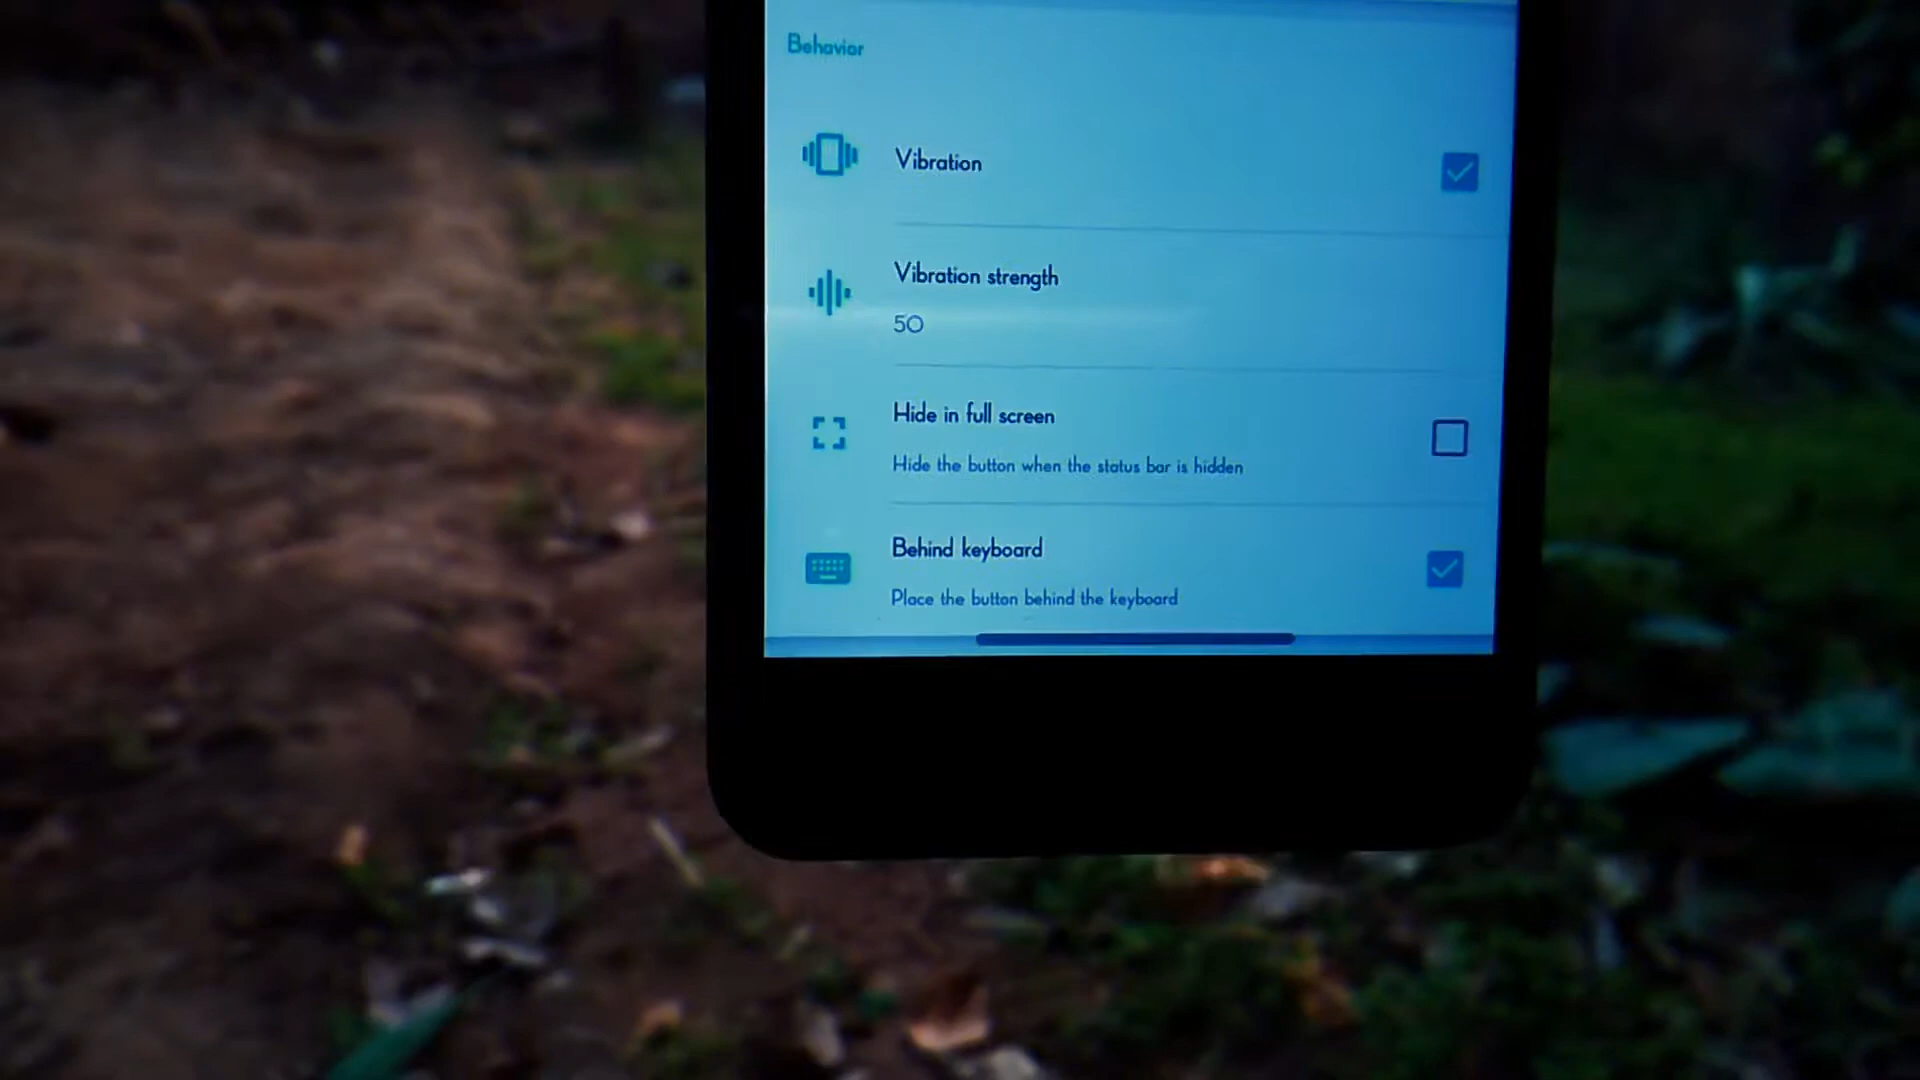 Behavior
Vibration
Vibration strength
50
Hide in full screen
Hide the button when the status bar is hidden
Behind keyboard
Place the button behind the keyboard